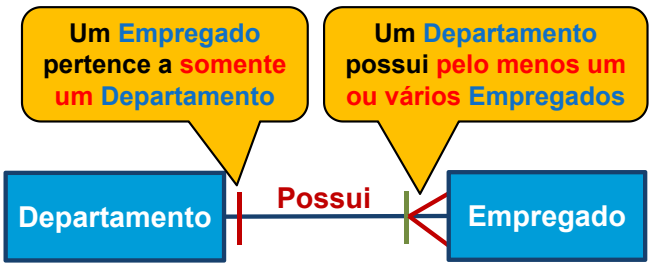 Um Empregado
pertence a somente
um Departamento
Um Departamento
possui pelo menos um
ou vários Empregados
Departamento
Possui
Empregado